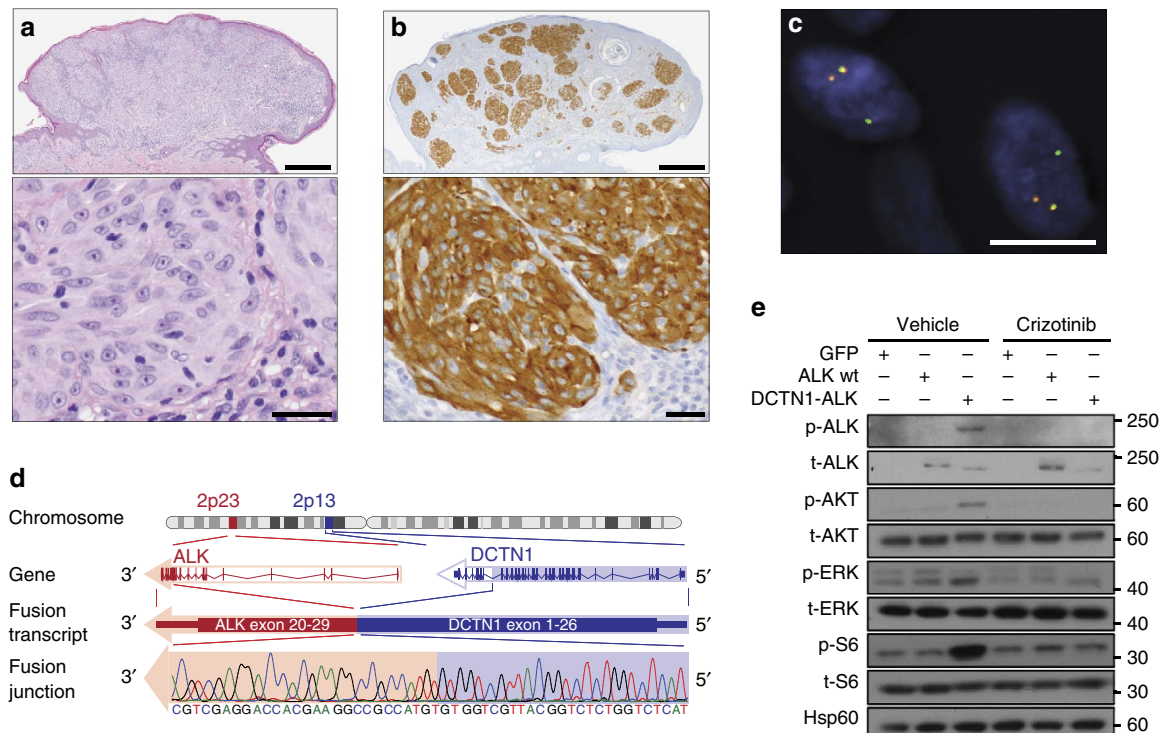 a
b
c
d
2p23 2p13
Chromosome
ALK DCTN1
Gene 3′ 5′
Fusion transcript 3′ ALK exon 20-29 DCTN1 exon 1-26 5′
Fusion junction 3′ 5′
CGTCGAGGACCACGAAGGCCGCCATGTGTGGTCGTTACGGTCTCTGGTCTCAT
e
Vehicle Crizotinib
GFP + – – + – –
ALK wt – + – – + –
DCTN1-ALK – – + – – +
p-ALK 250
t-ALK 250
p-AKT 60
t-AKT 60
p-ERK 40
t-ERK 40
p-S6 30
t-S6 30
Hsp60 60